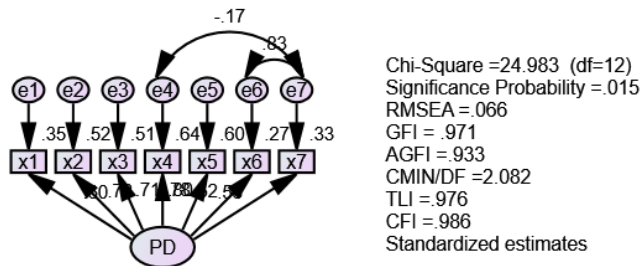 -.17
.83
e1 e2 e3 e4 e5 e6 e7
.35 .52 .51 .64 .60 .27 .33
x1 x2 x3 x4 x5 x6 x7
.71
PD
Chi-Square =24.983 (df=12)
Significance Probability =.015
RMSEA =.066
GFI =.971
AGFI =.933
CMIN/DF =2.082
TLI =.976
CFI =.986
Standardized estimates